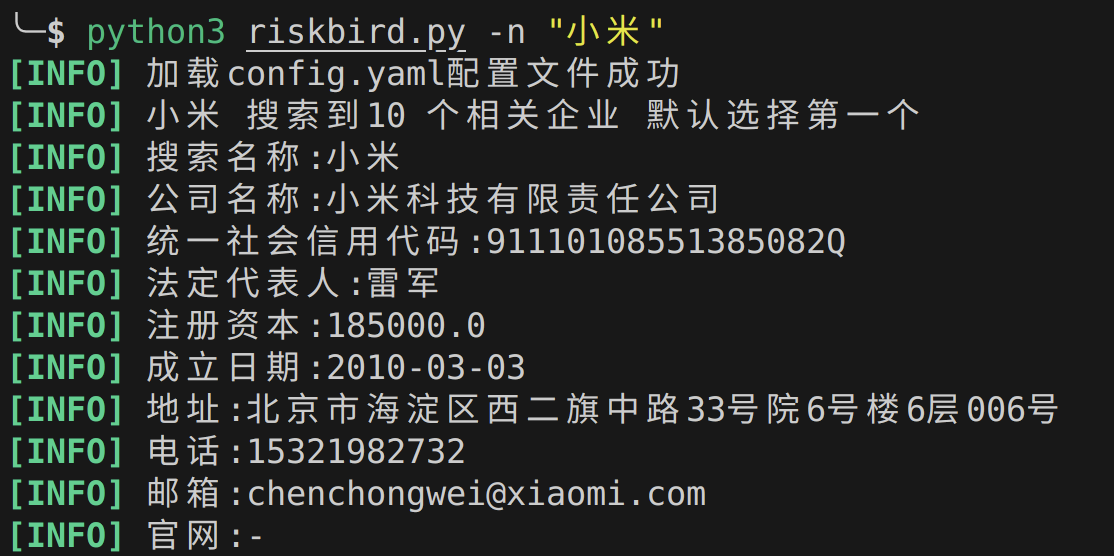 ╰─$ python3 riskbird.py -n "小米"
[INFO] 加载config.yaml配置文件成功
[INFO] 小米 搜索到10 个相关企业 默认选择第一个
[INFO] 搜索名称:小米
[INFO] 公司名称:小米科技有限责任公司
[INFO] 统一社会信用代码:91110108551385082Q
[INFO] 法定代表人:雷军
[INFO] 注册资本:185000.0
[INFO] 成立日期:2010-03-03
[INFO] 地址:北京市海淀区西二旗中路33号院6号楼6层006号
[INFO] 电话:15321982732
[INFO] 邮箱:chenchongwei@xiaomi.com
[INFO] 官网:-